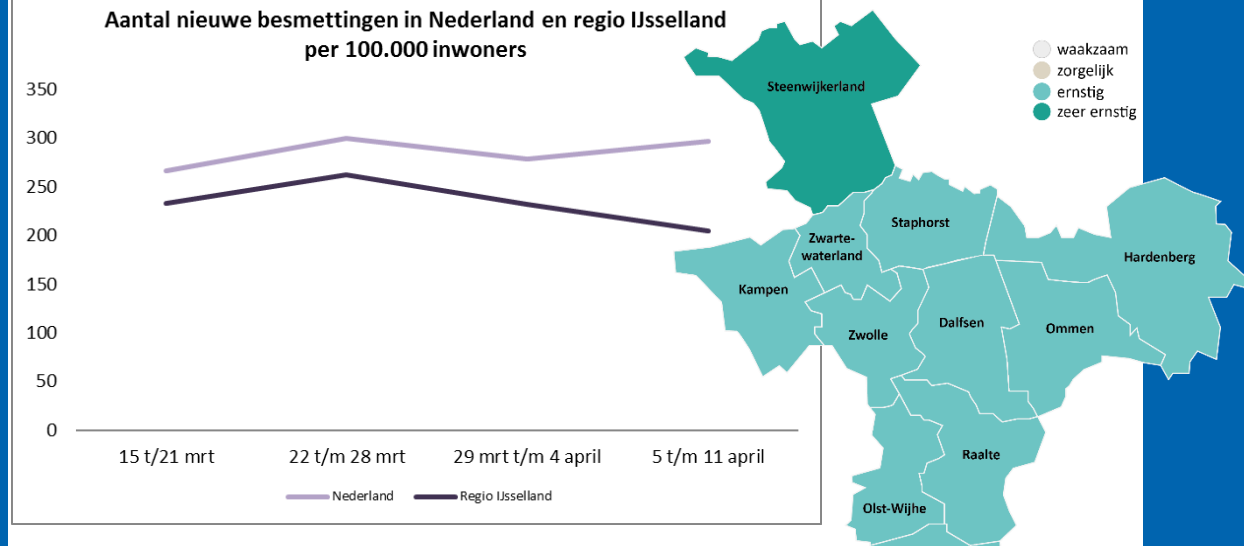 Aantal nieuwe besmettingen in Nederland en regio IJsselland
per 100.000 inwoners
350
300
250
200
150
100
50
0
15 t/21 mrt
22 t/m 28 mrt
29 mrt t/m 4 april
5 t/m 11 april
Nederland
Regio IJsselland
waakzaam
zorgelijk
ernstig
zeer ernstig
Steenwijkerland
Staphorst
Zwarte-
waterland
Hardenberg
Kampen
Zwolle
Dalfsen
Ommen
Raalte
Olst-Wijhe